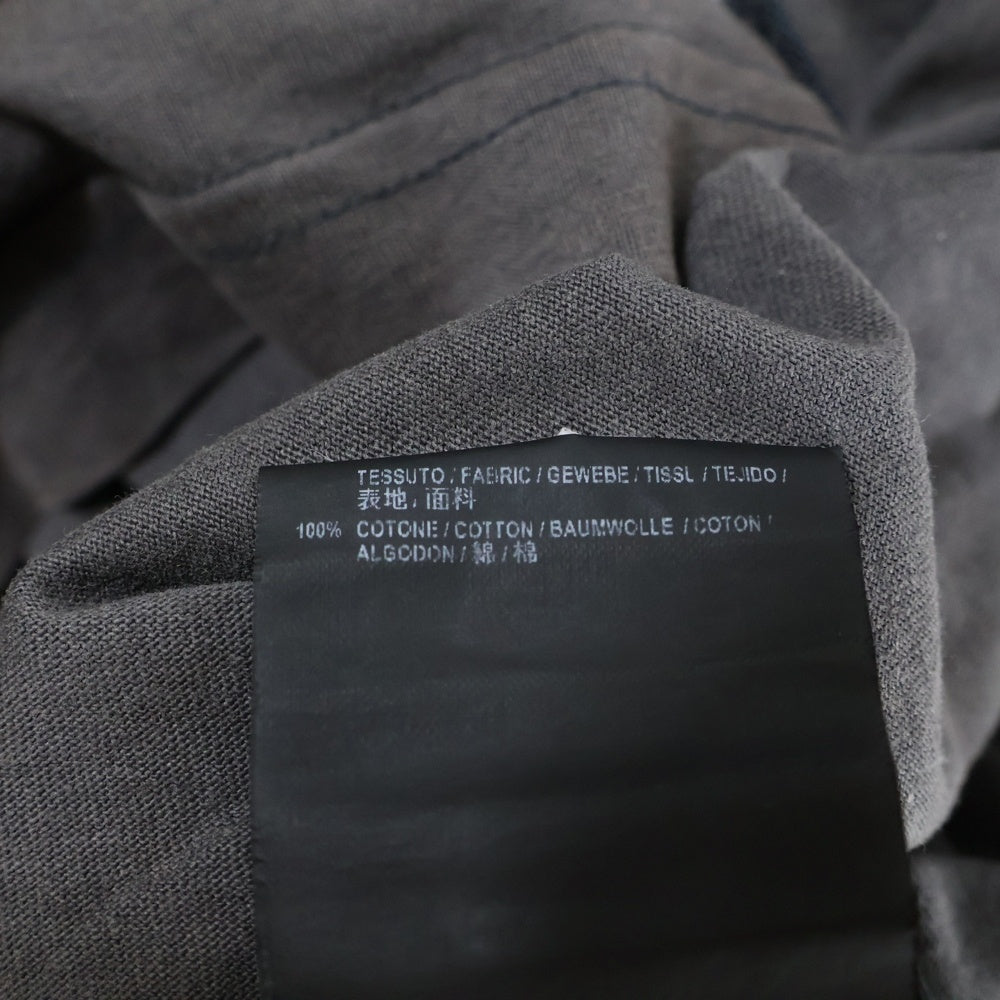 TESSUTO / FABRIC / GEWEBE / TISSU / TEJIDO /
表地 / 面料
100% COTONE / COTTON / BAUMWOLLE / COTON /
ALGODON / 綿 / 棉